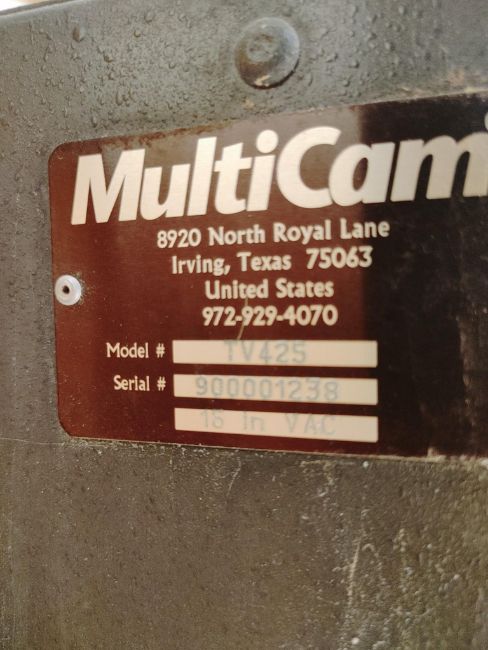 MultiCam
8920 North Royal Lane
Irving, Texas 75063
United States
972-929-4070
Model # TV425
Serial # 900001238
18 in VAC